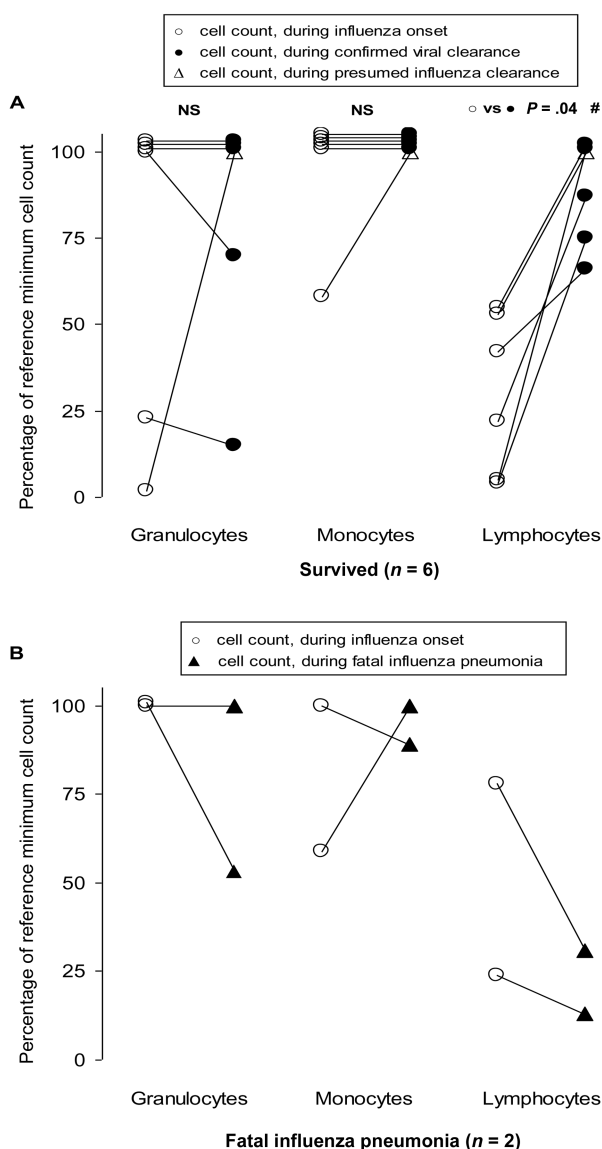 cell count, during influenza onset
cell count, during confirmed viral clearance
cell count, during presumed influenza clearance
A
NS
NS
○ vs ● P = .04 #
Percentage of reference minimum cell count
100
75
50
25
0
Granulocytes
Monocytes
Lymphocytes
Survived (n = 6)
cell count, during influenza onset
cell count, during fatal influenza pneumonia
B
Percentage of reference minimum cell count
100
75
50
25
0
Granulocytes
Monocytes
Lymphocytes
Fatal influenza pneumonia (n = 2)